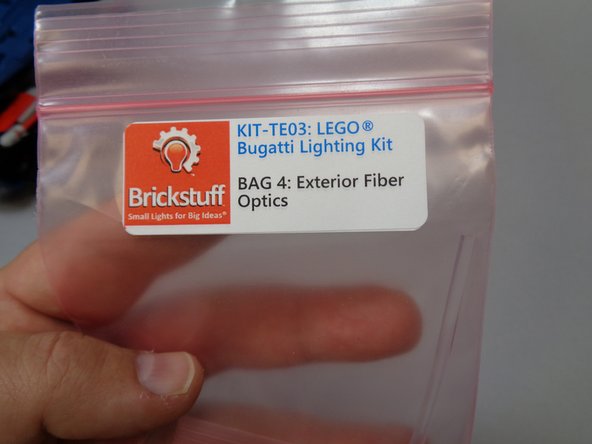 KIT-TE03: LEGO®
Bugatti Lighting Kit
BAG 4: Exterior Fiber
Optics
Brickstuff
Small Lights for Big Ideas®